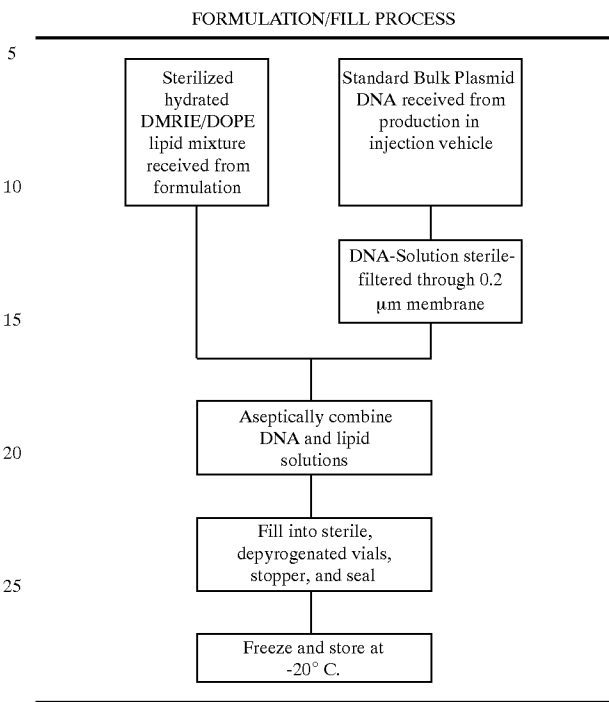 FORMULATION/FILL PROCESS
5
Sterilized
hydrated
DMRIE/DOPE
lipid mixture
received from
formulation
Standard Bulk Plasmid
DNA received from
production in
injection vehicle
10
DNA-Solution sterile-
filtered through 0.2
μm membrane
15
Aseptically combine
DNA and lipid
solutions
20
Fill into sterile,
depyrogenated vials,
stopper, and seal
25
Freeze and store at
-20° C.